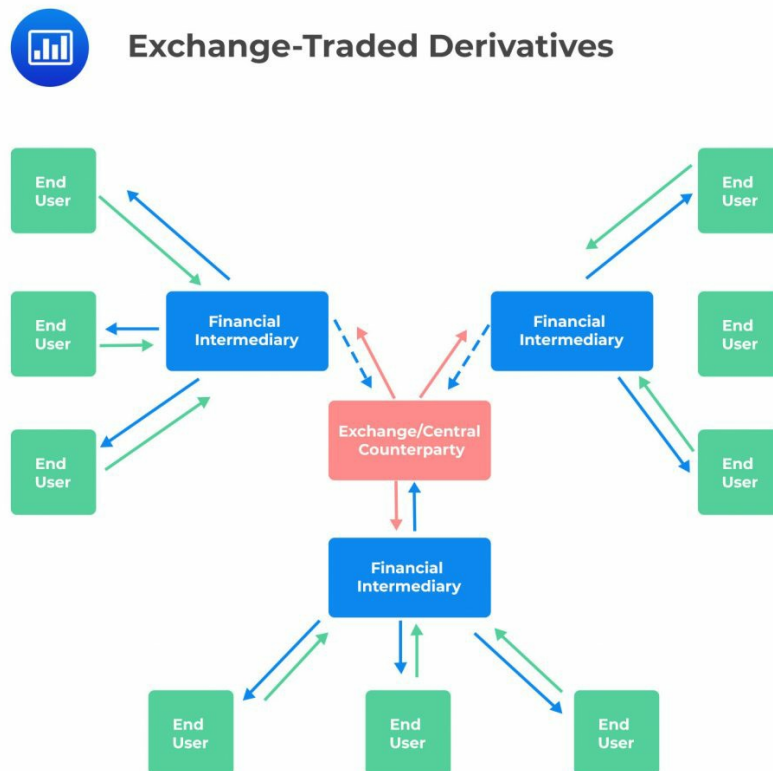 Exchange-Traded Derivatives
End
User
End
User
Financial
Intermediary
Financial
Intermediary
End
User
End
User
Exchange/Central
Counterparty
End
User
End
User
Financial
Intermediary
End
User
End
User
End
User